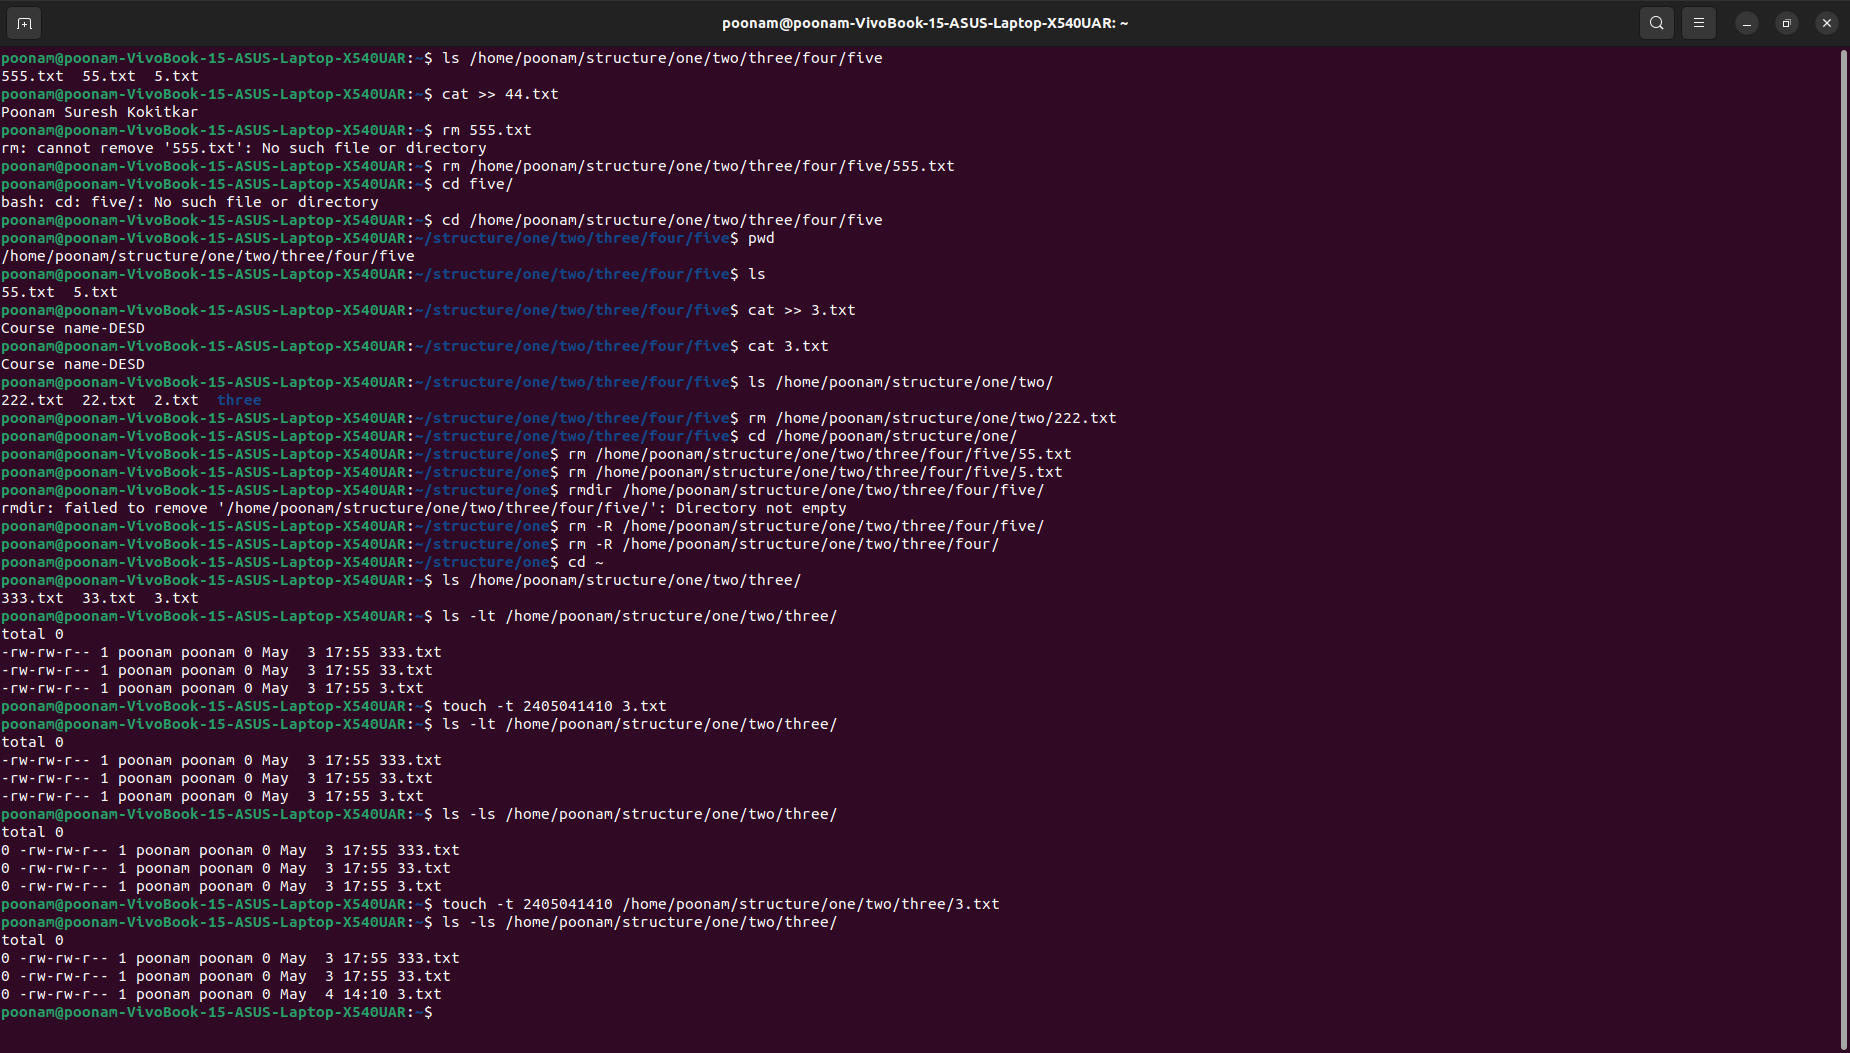 poonam@poonam-VivoBook-15-ASUS-Laptop-X540UAR: ~
poonam@poonam-VivoBook-15-ASUS-Laptop-X540UAR:~$ ls /home/poonam/structure/one/two/three/four/five
555.txt  55.txt  5.txt
poonam@poonam-VivoBook-15-ASUS-Laptop-X540UAR:~$ cat >> 44.txt
Poonam Suresh Kokitkar
poonam@poonam-VivoBook-15-ASUS-Laptop-X540UAR:~$ rm 555.txt
rm: cannot remove '555.txt': No such file or directory
poonam@poonam-VivoBook-15-ASUS-Laptop-X540UAR:~$ rm /home/poonam/structure/one/two/three/four/five/555.txt
poonam@poonam-VivoBook-15-ASUS-Laptop-X540UAR:~$ cd five/
bash: cd: five/: No such file or directory
poonam@poonam-VivoBook-15-ASUS-Laptop-X540UAR:~$ cd /home/poonam/structure/one/two/three/four/five
poonam@poonam-VivoBook-15-ASUS-Laptop-X540UAR:~/structure/one/two/three/four/five$ pwd
/home/poonam/structure/one/two/three/four/five
poonam@poonam-VivoBook-15-ASUS-Laptop-X540UAR:~/structure/one/two/three/four/five$ ls
55.txt  5.txt
poonam@poonam-VivoBook-15-ASUS-Laptop-X540UAR:~/structure/one/two/three/four/five$ cat >> 3.txt
Course name-DESD
poonam@poonam-VivoBook-15-ASUS-Laptop-X540UAR:~/structure/one/two/three/four/five$ cat 3.txt
Course name-DESD
poonam@poonam-VivoBook-15-ASUS-Laptop-X540UAR:~/structure/one/two/three/four/five$ ls /home/poonam/structure/one/two/
222.txt  22.txt  2.txt  three
poonam@poonam-VivoBook-15-ASUS-Laptop-X540UAR:~/structure/one/two/three/four/five$ rm /home/poonam/structure/one/two/222.txt
poonam@poonam-VivoBook-15-ASUS-Laptop-X540UAR:~/structure/one/two/three/four/five$ cd /home/poonam/structure/one/
poonam@poonam-VivoBook-15-ASUS-Laptop-X540UAR:~/structure/one$ rm /home/poonam/structure/one/two/three/four/five/55.txt
poonam@poonam-VivoBook-15-ASUS-Laptop-X540UAR:~/structure/one$ rm /home/poonam/structure/one/two/three/four/five/5.txt
poonam@poonam-VivoBook-15-ASUS-Laptop-X540UAR:~/structure/one$ rmdir /home/poonam/structure/one/two/three/four/five/
rmdir: failed to remove '/home/poonam/structure/one/two/three/four/five/': Directory not empty
poonam@poonam-VivoBook-15-ASUS-Laptop-X540UAR:~/structure/one$ rm -R /home/poonam/structure/one/two/three/four/five/
poonam@poonam-VivoBook-15-ASUS-Laptop-X540UAR:~/structure/one$ rm -R /home/poonam/structure/one/two/three/four/
poonam@poonam-VivoBook-15-ASUS-Laptop-X540UAR:~/structure/one$ cd ~
poonam@poonam-VivoBook-15-ASUS-Laptop-X540UAR:~$ ls /home/poonam/structure/one/two/three/
333.txt  33.txt  3.txt
poonam@poonam-VivoBook-15-ASUS-Laptop-X540UAR:~$ ls -lt /home/poonam/structure/one/two/three/
total 0
-rw-rw-r-- 1 poonam poonam 0 May  3 17:55 333.txt
-rw-rw-r-- 1 poonam poonam 0 May  3 17:55 33.txt
-rw-rw-r-- 1 poonam poonam 0 May  3 17:55 3.txt
poonam@poonam-VivoBook-15-ASUS-Laptop-X540UAR:~$ touch -t 2405041410 3.txt
poonam@poonam-VivoBook-15-ASUS-Laptop-X540UAR:~$ ls -lt /home/poonam/structure/one/two/three/
total 0
-rw-rw-r-- 1 poonam poonam 0 May  3 17:55 333.txt
-rw-rw-r-- 1 poonam poonam 0 May  3 17:55 33.txt
-rw-rw-r-- 1 poonam poonam 0 May  3 17:55 3.txt
poonam@poonam-VivoBook-15-ASUS-Laptop-X540UAR:~$ ls -ls /home/poonam/structure/one/two/three/
total 0
0 -rw-rw-r-- 1 poonam poonam 0 May  3 17:55 333.txt
0 -rw-rw-r-- 1 poonam poonam 0 May  3 17:55 33.txt
0 -rw-rw-r-- 1 poonam poonam 0 May  3 17:55 3.txt
poonam@poonam-VivoBook-15-ASUS-Laptop-X540UAR:~$ touch -t 2405041410 /home/poonam/structure/one/two/three/3.txt
poonam@poonam-VivoBook-15-ASUS-Laptop-X540UAR:~$ ls -ls /home/poonam/structure/one/two/three/
total 0
0 -rw-rw-r-- 1 poonam poonam 0 May  3 17:55 333.txt
0 -rw-rw-r-- 1 poonam poonam 0 May  3 17:55 33.txt
0 -rw-rw-r-- 1 poonam poonam 0 May  4 14:10 3.txt
poonam@poonam-VivoBook-15-ASUS-Laptop-X540UAR:~$